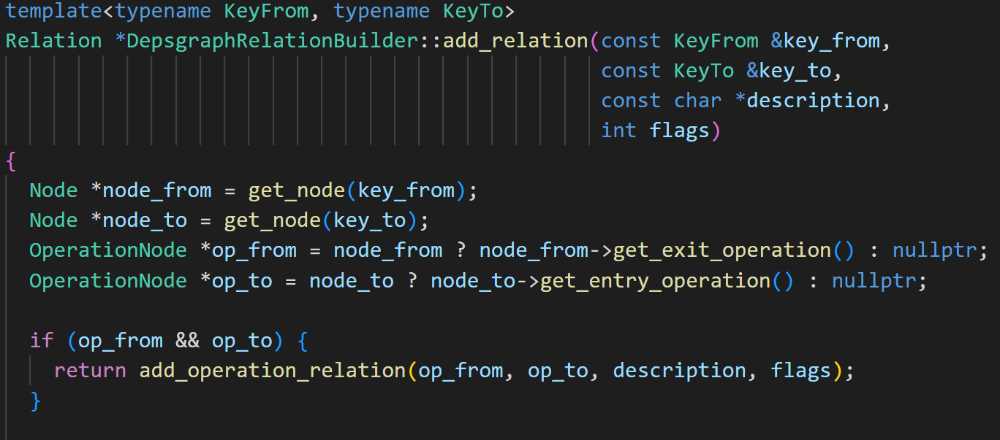 template<typename KeyFrom, typename KeyTo>
Relation *DepsgraphRelationBuilder::add_relation(const KeyFrom &key_from,
                                                 const KeyTo &key_to,
                                                 const char *description,
                                                 int flags)
{
  Node *node_from = get_node(key_from);
  Node *node_to = get_node(key_to);
  OperationNode *op_from = node_from ? node_from->get_exit_operation() : nullptr;
  OperationNode *op_to = node_to ? node_to->get_entry_operation() : nullptr;

  if (op_from && op_to) {
    return add_operation_relation(op_from, op_to, description, flags);
  }